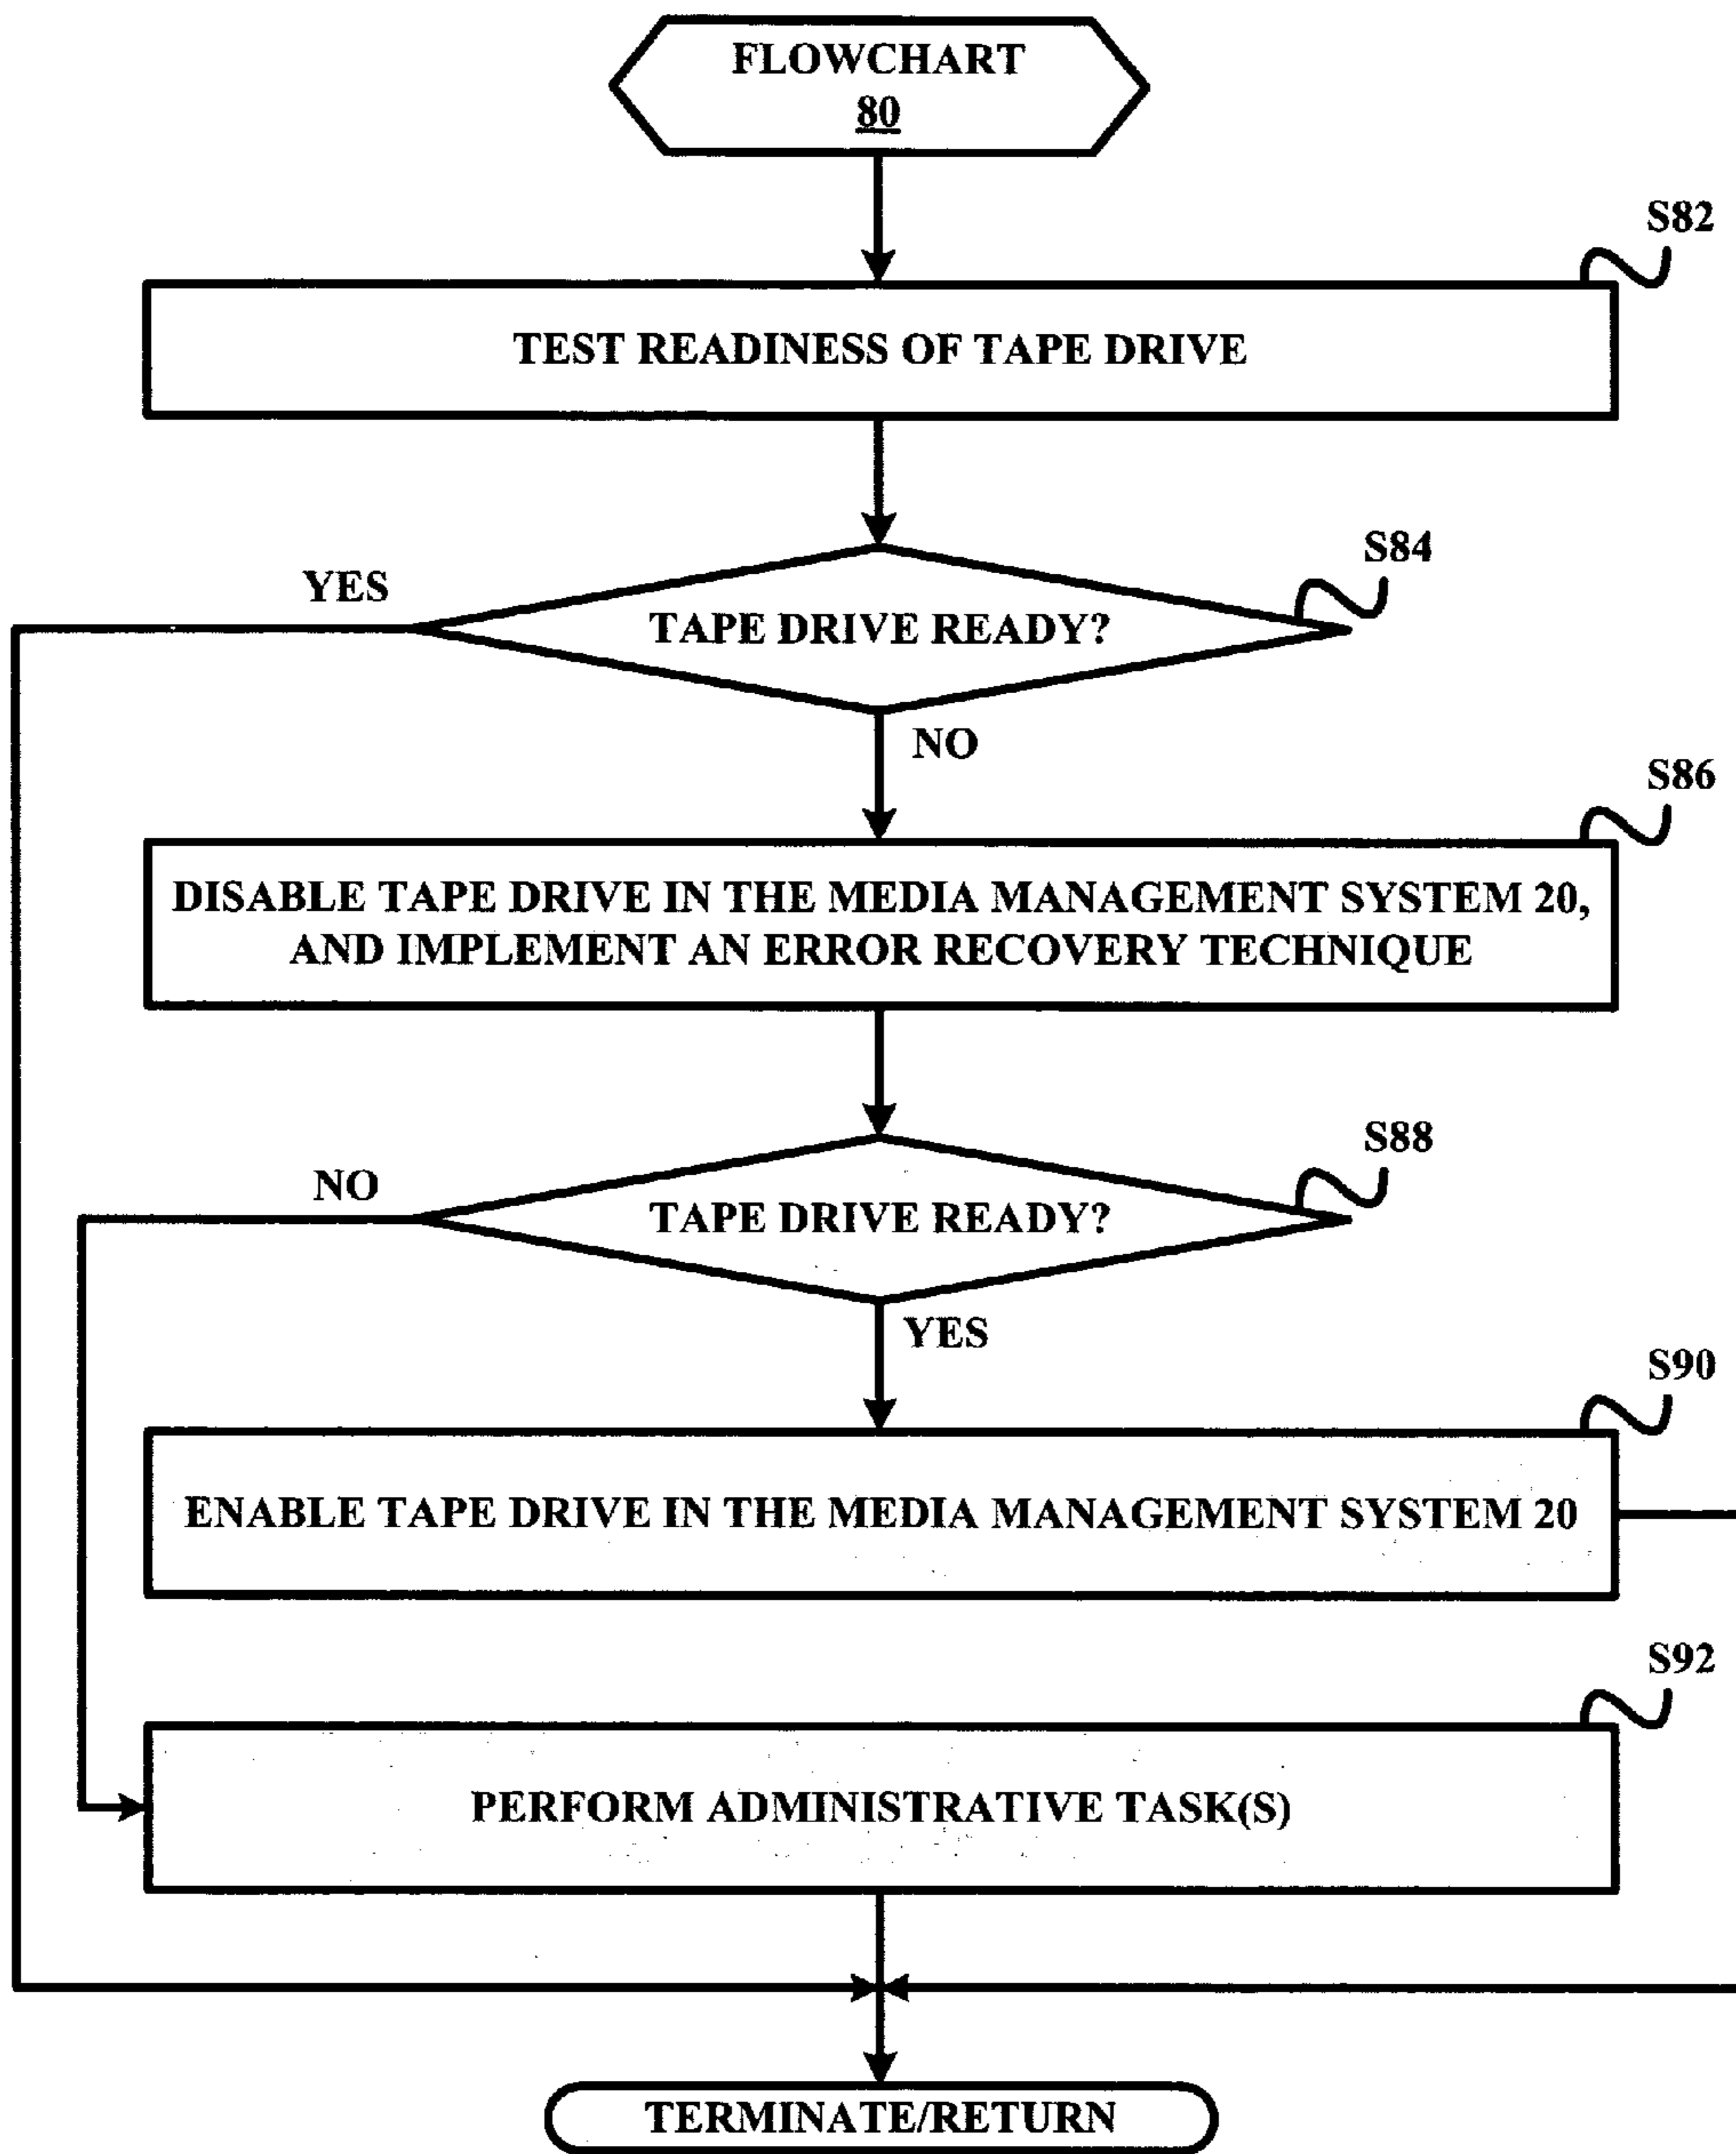 FLOWCHART
80
S82
TEST READINESS OF TAPE DRIVE
S84
YES
TAPE DRIVE READY?
NO
S86
DISABLE TAPE DRIVE IN THE MEDIA MANAGEMENT SYSTEM 20,
AND IMPLEMENT AN ERROR RECOVERY TECHNIQUE
S88
NO
TAPE DRIVE READY?
YES
S90
ENABLE TAPE DRIVE IN THE MEDIA MANAGEMENT SYSTEM 20
S92
PERFORM ADMINISTRATIVE TASK(S)
TERMINATE/RETURN